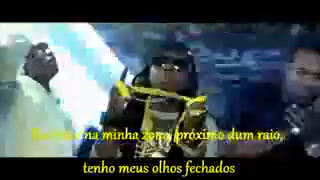 na minha zona, próximo dum raio,
tenho meus olhos fechados